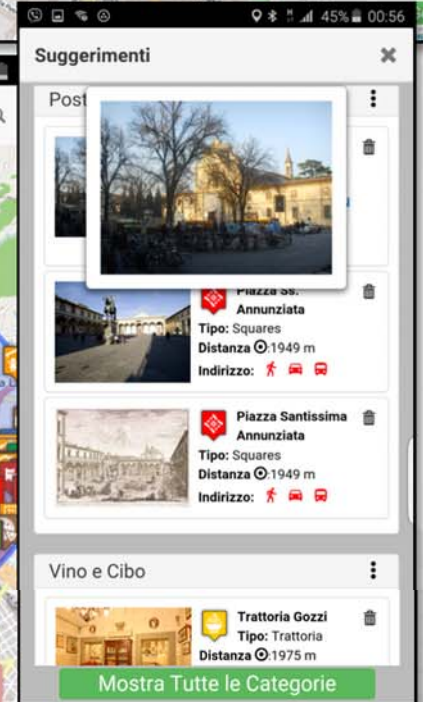 45% 00:56
Suggerimenti
Post
Piazza Ss.
Annunziata
Tipo: Squares
Distanza :1949 m
Indirizzo:
Piazza Santissima
Annunziata
Tipo: Squares
Distanza :1949 m
Indirizzo:
Vino e Cibo
Trattoria Gozzi
Tipo: Trattoria
Distanza :1975 m
Mostra Tutte le Categorie